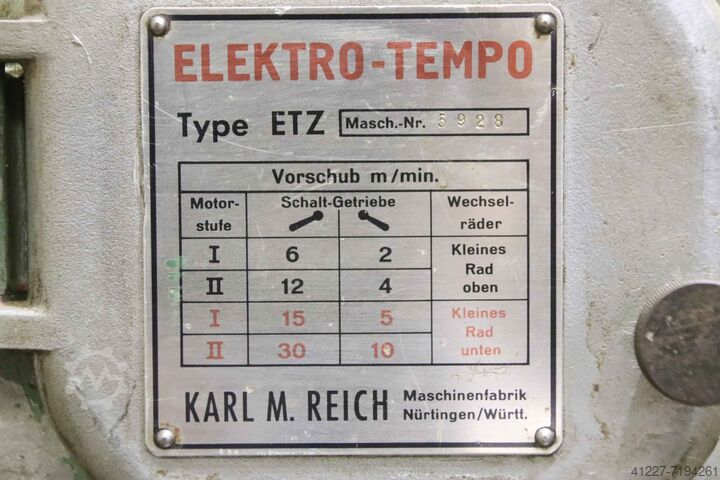 ELEKTRO-TEMPO
Type ETZ Masch.-Nr. 5928
Vorschub m/min.
Motor- Schalt-Getriebe Wechsel-
stufe räder
I 6 2 Kleines
Rad
II 12 4 oben
I 15 5 Kleines
Rad
II 30 10 unten
KARL M. REICH Maschinenfabrik
Nürtingen/Württ.
41227-7194261